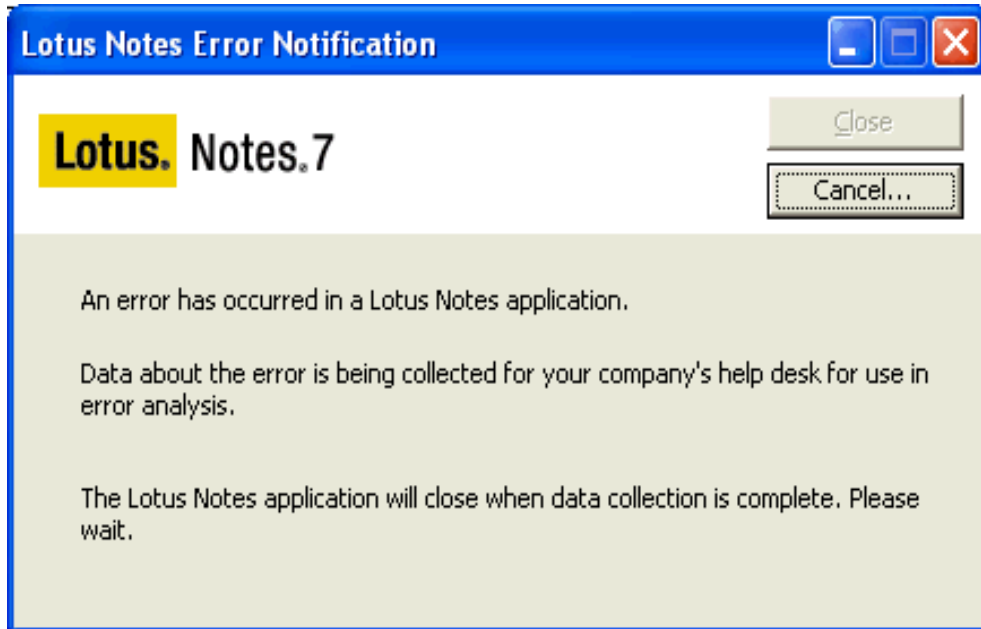 Lotus Notes Error Notification
Close
Lotus. Notes.7
Cancel...
An error has occurred in a Lotus Notes application.
Data about the error is being collected for your company's help desk for use in
error analysis.
The Lotus Notes application will close when data collection is complete. Please
wait.